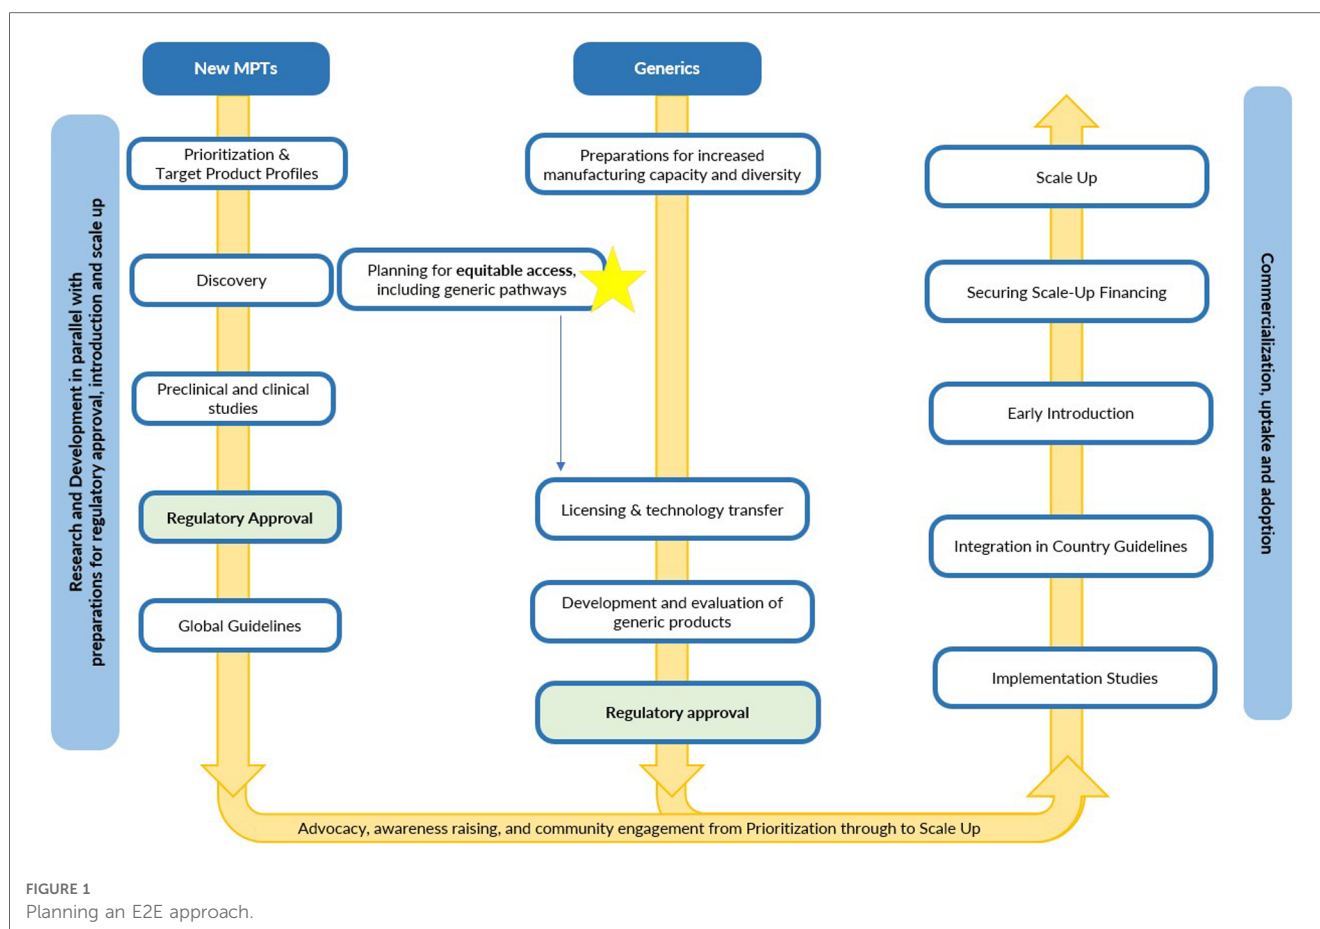 New MPTs
Research and Development in parallel with
preparations for regulatory approval, introduction and scale up
Prioritization &
Target Product Profiles
Discovery
Preclinical and clinical
studies
Regulatory Approval
Global Guidelines
Planning for equitable access,
including generic pathways
Generics
Preparations for increased
manufacturing capacity and diversity
Licensing & technology transfer
Development and evaluation of
generic products
Regulatory approval
Scale Up
Securing Scale-Up Financing
Early Introduction
Integration in Country Guidelines
Implementation Studies
Commercialization, uptake and adoption
Advocacy, awareness raising, and community engagement from Prioritization through to Scale Up
FIGURE 1
Planning an E2E approach.